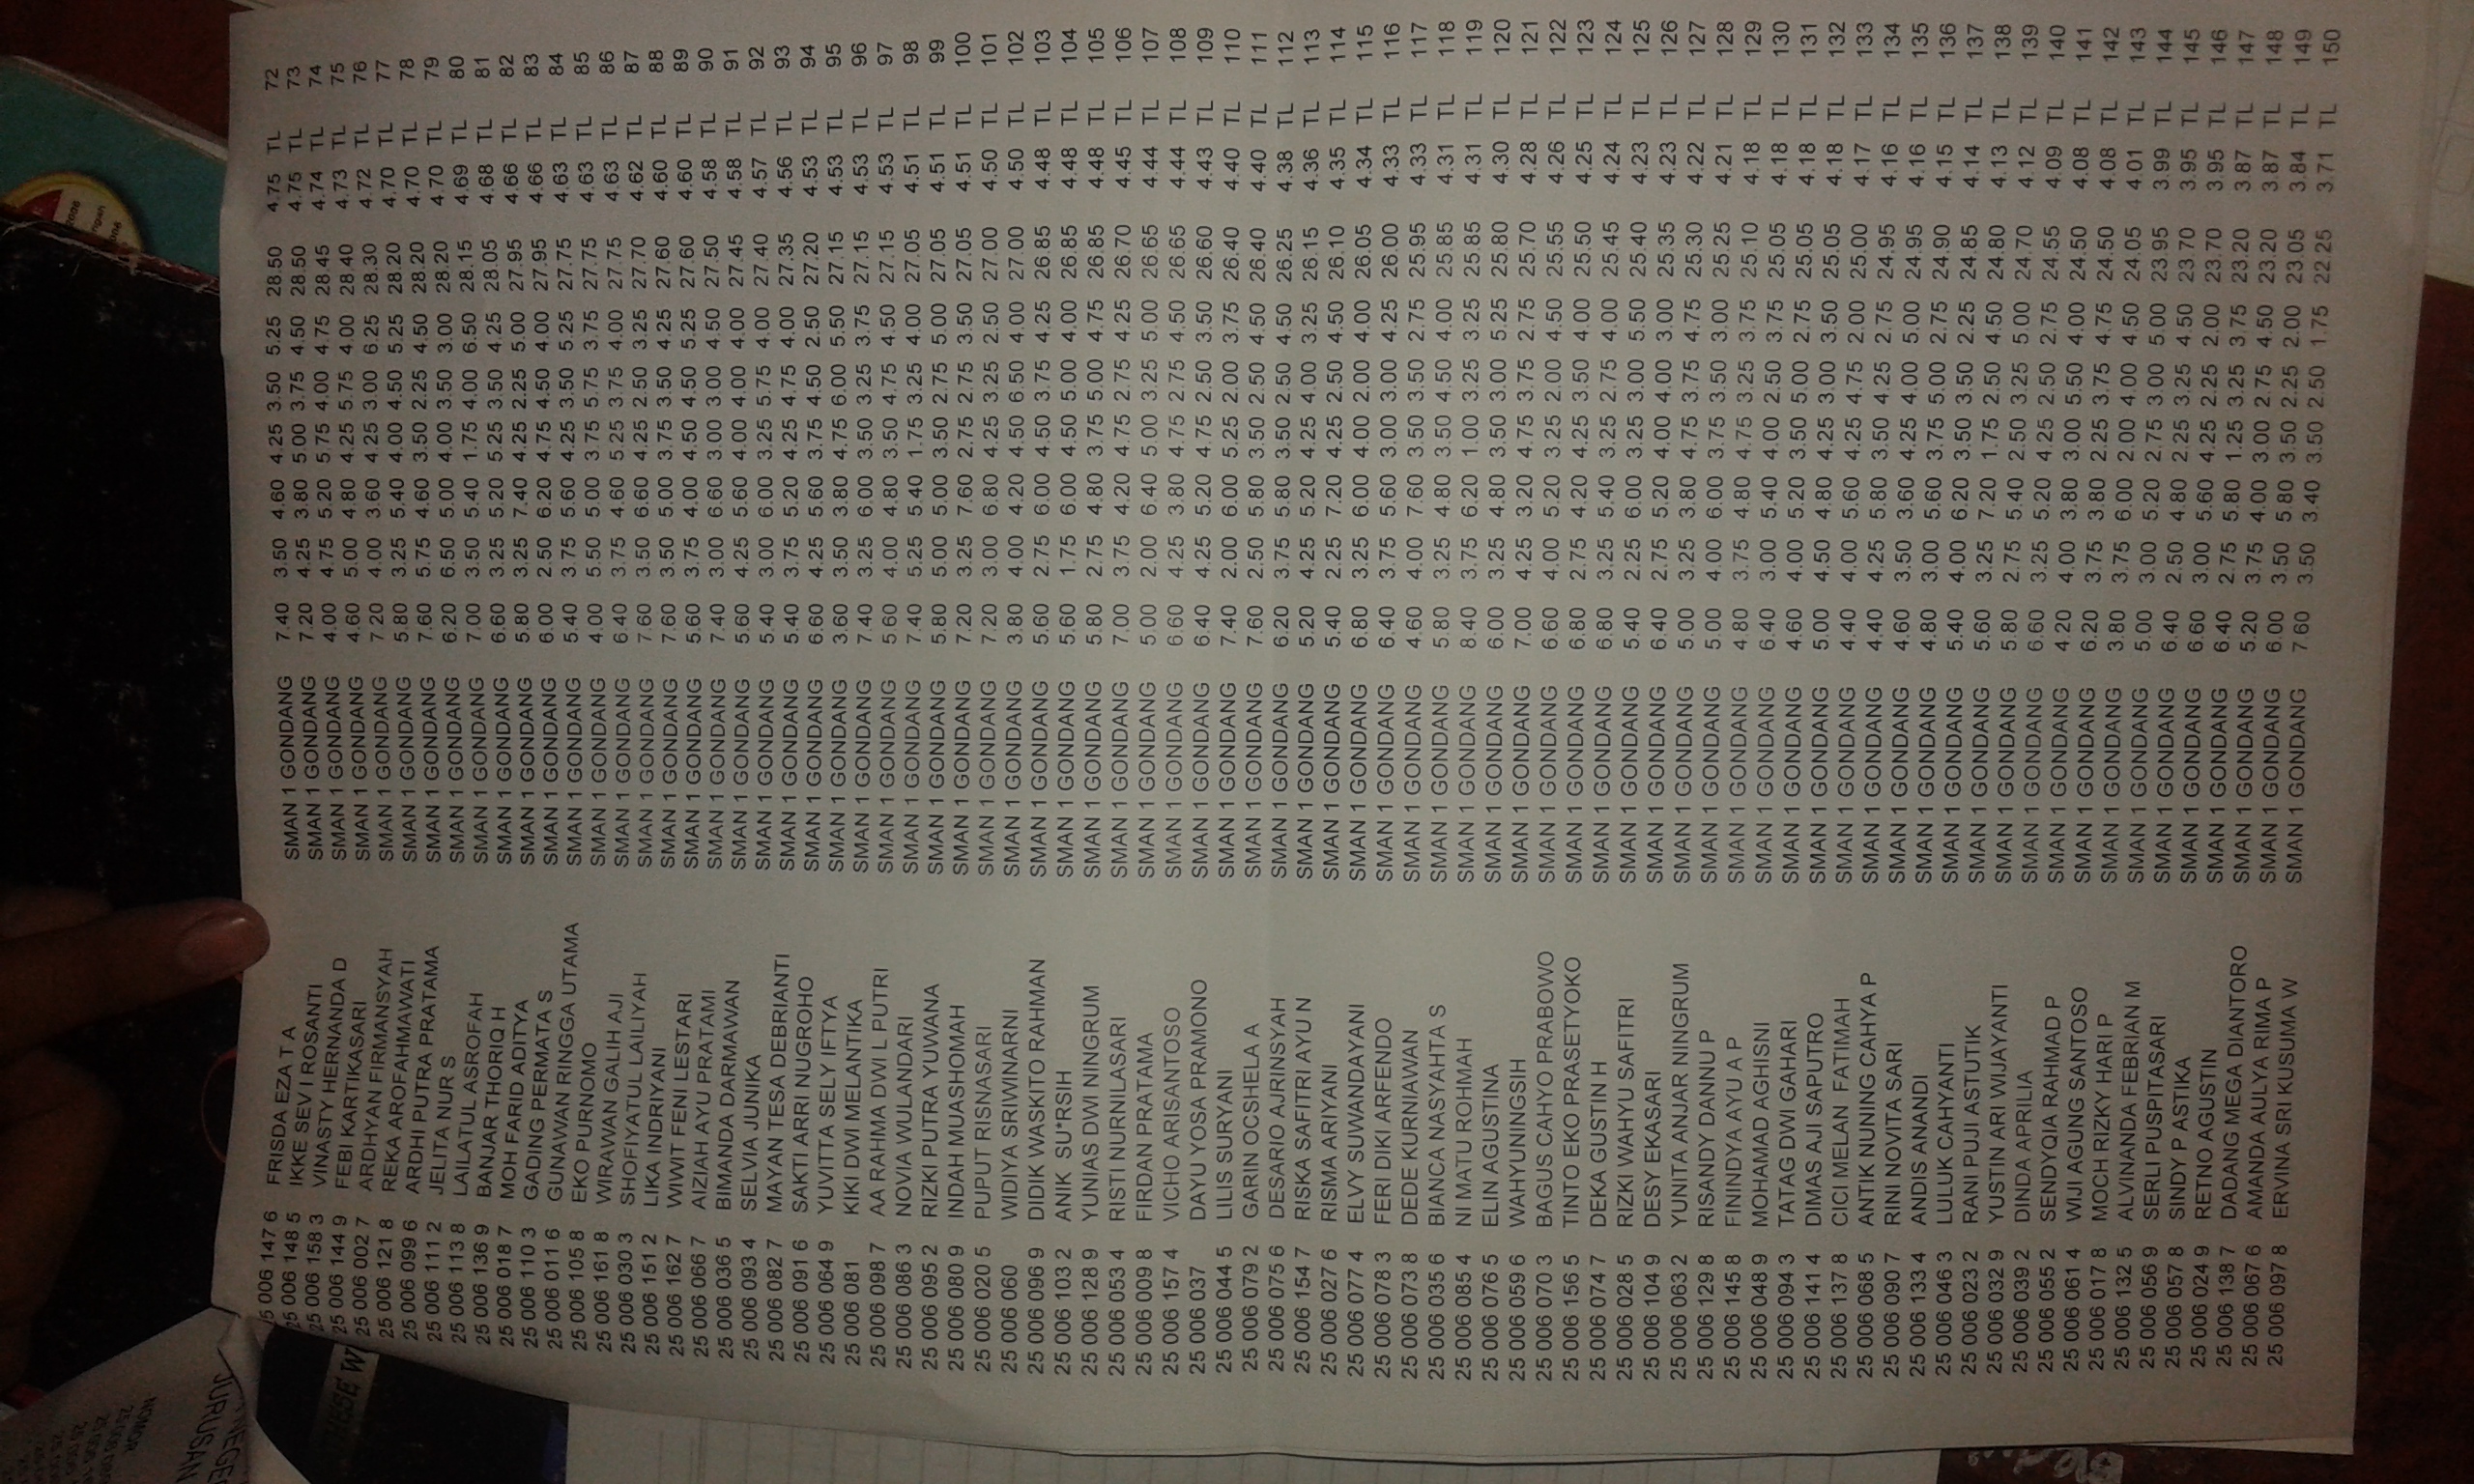 NOMOR
JURUSAN
THESE W
5 006 147 6 FRISDA EZA T A SMAN 1 GONDANG 7.40 3.50 4.60 4.25 3.50 5.25 28.50 4.75 TL 72
25 006 148 5 IKKE SEV I ROSANTI SMAN 1 GONDANG 7.20 4.25 3.80 5.00 3.75 4.50 28.50 4.75 TL 73
25 006 158 3 VINASTY HERNANDA D SMAN 1 GONDANG 4.00 4.75 5.20 5.75 4.00 4.75 28.45 4.74 TL 74
25 006 144 9 FEBI KARTIKASARI SMAN 1 GONDANG 4.60 5.00 4.80 4.25 5.75 4.00 28.40 4.73 TL 75
25 006 002 7 ARDHYAN FIRMANSYAH SMAN 1 GONDANG 7.20 4.00 3.60 4.25 3.00 6.25 28.30 4.72 TL 76
25 006 121 8 REKA AROFAHMAWATI SMAN 1 GONDANG 5.80 3.25 5.40 4.00 4.50 5.25 28.20 4.70 TL 77
25 006 099 6 ARDHI PUTRA PRATAMA SMAN 1 GONDANG 7.60 5.75 4.60 3.50 2.25 4.50 28.20 4.70 TL 78
25 006 111 2 JELITA NUR S SMAN 1 GONDANG 6.20 6.50 5.00 4.00 3.50 3.00 28.20 4.70 TL 79
25 006 113 8 LAILATUL ASROFAH SMAN 1 GONDANG 7.00 3.50 5.40 1.75 4.00 6.50 28.15 4.69 TL 80
25 006 136 9 BANJAR THORIQ H SMAN 1 GONDANG 6.60 3.25 5.20 5.25 3.50 4.25 28.05 4.68 TL 81
25 006 018 7 MOH FARID ADITYA SMAN 1 GONDANG 5.80 3.25 7.40 4.25 2.25 5.00 27.95 4.66 TL 82
25 006 110 3 GADING PERMATA S SMAN 1 GONDANG 6.00 2.50 6.20 4.75 4.50 4.00 27.95 4.66 TL 83
25 006 011 6 GUNAWAN RINGGA UTAMA SMAN 1 GONDANG 5.40 3.75 5.60 4.25 3.50 5.25 27.75 4.63 TL 84
25 006 105 8 EKO PURNOMO SMAN 1 GONDANG 4.00 5.50 5.00 3.75 5.75 3.75 27.75 4.63 TL 85
25 006 161 8 WIRAWAN GALIH AJI SMAN 1 GONDANG 6.40 3.75 4.60 5.25 3.75 4.00 27.75 4.63 TL 86
25 006 030 3 SHOFIYATUL LAILIYAH SMAN 1 GONDANG 7.60 3.50 6.60 4.25 2.50 3.25 27.70 4.62 TL 87
25 006 151 2 LIKA INDRIYANI SMAN 1 GONDANG 7.60 3.50 5.00 3.75 3.50 4.25 27.60 4.60 TL 88
25 006 162 7 WIWIT FENI LESTARI SMAN 1 GONDANG 5.60 3.75 4.00 4.50 4.50 5.25 27.60 4.60 TL 89
25 006 066 7 AIZIAH AYU PRATAMI SMAN 1 GONDANG 7.40 3.00 6.60 3.00 3.00 4.50 27.50 4.58 TL 90
25 006 036 5 BIMANDA DARMAWAN SMAN 1 GONDANG 5.60 4.25 5.60 4.00 4.00 4.00 27.45 4.58 TL 91
25 006 093 4 SELVIA JUNIKA SMAN 1 GONDANG 5.40 3.00 6.00 3.25 5.75 4.00 27.40 4.57 TL 92
25 006 082 7 MAYAN TESA DEBRIANTI SMAN 1 GONDANG 5.40 3.75 5.20 4.25 4.75 4.00 27.35 4.56 TL 93
25 006 091 6 SAKTI ARRI NUGROHO SMAN 1 GONDANG 6.60 4.25 5.60 3.75 4.50 2.50 27.20 4.53 TL 94
25 006 064 9 YUVITTA SELY IFTYA SMAN 1 GONDANG 3.60 3.50 3.80 4.75 6.00 5.50 27.15 4.53 TL 95
25 006 081 KIKI DWI MELANTIKA SMAN 1 GONDANG 7.40 3.25 6.00 3.50 3.25 3.75 27.15 4.53 TL 96
25 006 098 7 AA RAHMA DWI L PUTRI SMAN 1 GONDANG 5.60 4.00 4.80 3.50 4.75 4.50 27.15 4.53 TL 97
25 006 086 3 NOVIA WULANDARI SMAN 1 GONDANG 7.40 5.25 5.40 1.75 3.25 4.00 27.05 4.51 TL 98
25 006 095 2 RIZKI PUTRA YUWANA SMAN 1 GONDANG 5.80 5.00 5.00 3.50 2.75 5.00 27.05 4.51 TL 99
25 006 080 9 INDAH MUASHOMAH SMAN 1 GONDANG 7.20 3.25 7.60 2.75 2.75 3.50 27.05 4.51 TL 100
25 006 020 5 PUPUT RISNASARI SMAN 1 GONDANG 7.20 3.00 6.80 4.25 3.25 2.50 27.00 4.50 TL 101
25 006 060 WIDIYA SRIWINARNI SMAN 1 GONDANG 3.80 4.00 4.20 4.50 6.50 4.00 27.00 4.50 TL 102
25 006 096 9 DIDIK WASKITO RAHMAN SMAN 1 GONDANG 5.60 2.75 6.00 4.50 3.75 4.25 26.85 4.48 TL 103
25 006 103 2 ANIK SU*RSIH SMAN 1 GONDANG 5.60 1.75 6.00 4.50 5.00 4.00 26.85 4.48 TL 104
25 006 128 9 YUNIAS DWI NINGRUM SMAN 1 GONDANG 5.80 2.75 4.80 3.75 5.00 4.75 26.85 4.48 TL 105
25 006 053 4 RISTI NURNILASARI SMAN 1 GONDANG 7.00 3.75 4.20 4.75 2.75 4.25 26.70 4.45 TL 106
25 006 009 8 FIRDAN PRATAMA SMAN 1 GONDANG 5.00 2.00 6.40 5.00 3.25 5.00 26.65 4.44 TL 107
25 006 157 4 VICHO ARISANTOSO SMAN 1 GONDANG 6.60 4.25 3.80 4.75 2.75 4.50 26.65 4.44 TL 108
25 006 037 DAYU YOSA PRAMONO SMAN 1 GONDANG 6.40 4.25 5.20 4.75 2.50 3.50 26.60 4.43 TL 109
25 006 044 5 LILIS SURYANI SMAN 1 GONDANG 7.40 2.00 6.00 5.25 2.00 3.75 26.40 4.40 TL 110
25 006 079 2 GARIN OCSHELA A SMAN 1 GONDANG 7.60 2.50 5.80 3.50 2.50 4.50 26.40 4.40 TL 111
25 006 075 6 DESARIO AJRINSYAH SMAN 1 GONDANG 6.20 3.75 5.80 3.50 2.50 4.50 26.25 4.38 TL 112
25 006 154 7 RISKA SAFITRI AYU N SMAN 1 GONDANG 5.20 4.25 5.20 4.25 4.00 3.25 26.15 4.36 TL 113
25 006 027 6 RISMA ARIYANI SMAN 1 GONDANG 5.40 2.25 7.20 4.25 2.50 4.50 26.10 4.35 TL 114
25 006 077 4 ELVY SUWANDAYANI SMAN 1 GONDANG 6.80 3.25 6.00 4.00 2.00 4.00 26.05 4.34 TL 115
25 006 078 3 FERI DIKI ARFENDO SMAN 1 GONDANG 6.40 3.75 5.60 3.00 3.00 4.25 26.00 4.33 TL 116
25 006 073 8 DEDE KURNIAWAN SMAN 1 GONDANG 4.60 4.00 7.60 3.50 3.50 2.75 25.95 4.33 TL 117
25 006 035 6 BIANCA NASYAHTA S SMAN 1 GONDANG 5.80 3.25 4.80 3.50 4.50 4.00 25.85 4.31 TL 118
25 006 085 4 NI MATU ROHMAH SMAN 1 GONDANG 8.40 3.75 6.20 1.00 3.25 3.25 25.85 4.31 TL 119
25 006 076 5 ELIN AGUSTINA SMAN 1 GONDANG 6.00 3.25 4.80 3.50 3.00 5.25 25.80 4.30 TL 120
25 006 059 6 WAHYUNINGSIH SMAN 1 GONDANG 7.00 4.25 3.20 4.75 3.75 2.75 25.70 4.28 TL 121
25 006 070 3 BAGUS CAHYO PRABOWO SMAN 1 GONDANG 6.60 4.00 5.20 3.25 2.00 4.50 25.55 4.26 TL 122
25 006 156 5 TINTO EKO PRASETYOKO SMAN 1 GONDANG 6.80 2.75 4.20 4.25 3.50 4.00 25.50 4.25 TL 123
25 006 074 7 DEKA GUSTIN H SMAN 1 GONDANG 6.80 3.25 5.40 3.25 2.75 4.00 25.45 4.24 TL 124
25 006 028 5 RIZKI WAHYU SAFITRI SMAN 1 GONDANG 5.40 2.25 6.00 3.25 3.00 5.50 25.40 4.23 TL 125
25 006 104 9 DESY EKASARI SMAN 1 GONDANG 6.40 2.75 5.20 4.00 4.00 3.00 25.35 4.23 TL 126
25 006 063 2 YUNITA ANJAR NINGRUM SMAN 1 GONDANG 5.00 3.25 3.80 4.75 3.75 4.75 25.30 4.22 TL 127
25 006 129 8 RISANDY DANNU P SMAN 1 GONDANG 5.00 4.00 6.00 3.75 3.50 3.00 25.25 4.21 TL 128
25 006 145 8 FININDYA AYU A P SMAN 1 GONDANG 4.80 3.75 4.80 4.75 3.25 3.75 25.10 4.18 TL 129
25 006 048 9 MOHAMAD AGHISNI SMAN 1 GONDANG 6.40 3.00 5.40 4.00 2.50 3.75 25.05 4.18 TL 130
25 006 094 3 TATAG DWI GAHARI SMAN 1 GONDANG 4.60 4.00 5.20 3.50 5.00 2.75 25.05 4.18 TL 131
25 006 141 4 DIMAS AJI SAPUTRO SMAN 1 GONDANG 5.00 4.50 4.80 4.25 3.00 3.50 25.05 4.18 TL 132
25 006 137 8 CICI MELAN FATIMAH SMAN 1 GONDANG 4.40 4.00 5.60 4.25 4.75 2.00 25.00 4.17 TL 133
25 006 068 5 ANTIK NUNING CAHYA P SMAN 1 GONDANG 4.40 4.25 5.80 3.50 4.25 2.75 24.95 4.16 TL 134
25 006 090 7 RINI NOVITA SARI SMAN 1 GONDANG 4.60 3.50 3.60 4.25 4.00 5.00 24.95 4.16 TL 135
25 006 133 4 ANDIS ANANDI SMAN 1 GONDANG 4.80 3.00 5.60 3.75 5.00 2.75 24.90 4.15 TL 136
25 006 046 3 LULUK CAHYANTI SMAN 1 GONDANG 5.40 4.00 6.20 3.50 3.50 2.25 24.85 4.14 TL 137
25 006 023 2 RANI PUJI ASTUTIK SMAN 1 GONDANG 5.60 3.25 7.20 1.75 2.50 4.50 24.80 4.13 TL 138
25 006 032 9 YUSTIN ARI WIJAYANTI SMAN 1 GONDANG 5.80 2.75 5.40 2.50 3.25 5.00 24.70 4.12 TL 139
25 006 039 2 DINDA APRILIA SMAN 1 GONDANG 6.60 3.25 5.20 4.25 2.50 2.75 24.55 4.09 TL 140
25 006 055 2 SENDYQIA RAHMAD P SMAN 1 GONDANG 4.20 4.00 3.80 3.00 5.50 4.00 24.50 4.08 TL 141
25 006 061 4 WIJI AGUNG SANTOSO SMAN 1 GONDANG 6.20 3.75 3.80 2.25 3.75 4.75 24.50 4.08 TL 142
25 006 017 8 MOCH RIZKY HARI P SMAN 1 GONDANG 3.80 3.75 6.00 2.00 4.00 4.50 24.05 4.01 TL 143
25 006 132 5 ALVINANDA FEBRIAN M SMAN 1 GONDANG 5.00 3.00 5.20 2.75 3.00 5.00 23.95 3.99 TL 144
25 006 056 9 SERLI PUSPITASARI SMAN 1 GONDANG 6.40 2.50 4.80 2.25 3.25 4.50 23.70 3.95 TL 145
25 006 057 8 SINDY P ASTIKA SMAN 1 GONDANG 6.60 3.00 5.60 4.25 2.25 2.00 23.70 3.95 TL 146
25 006 024 9 RETNO AGUSTIN SMAN 1 GONDANG 6.40 2.75 5.80 1.25 3.25 3.75 23.20 3.87 TL 147
25 006 138 7 DADANG MEGA DIANTORO SMAN 1 GONDANG 5.20 3.75 4.00 3.00 2.75 4.50 23.20 3.87 TL 148
25 006 067 6 AMANDA AULYA RIMA P SMAN 1 GONDANG 6.00 3.50 5.80 3.50 2.25 2.00 23.05 3.84 TL 149
25 006 097 8 ERVINA SRI KUSUMA W SMAN 1 GONDANG 7.60 3.50 3.40 3.50 2.50 1.75 22.25 3.71 TL 150